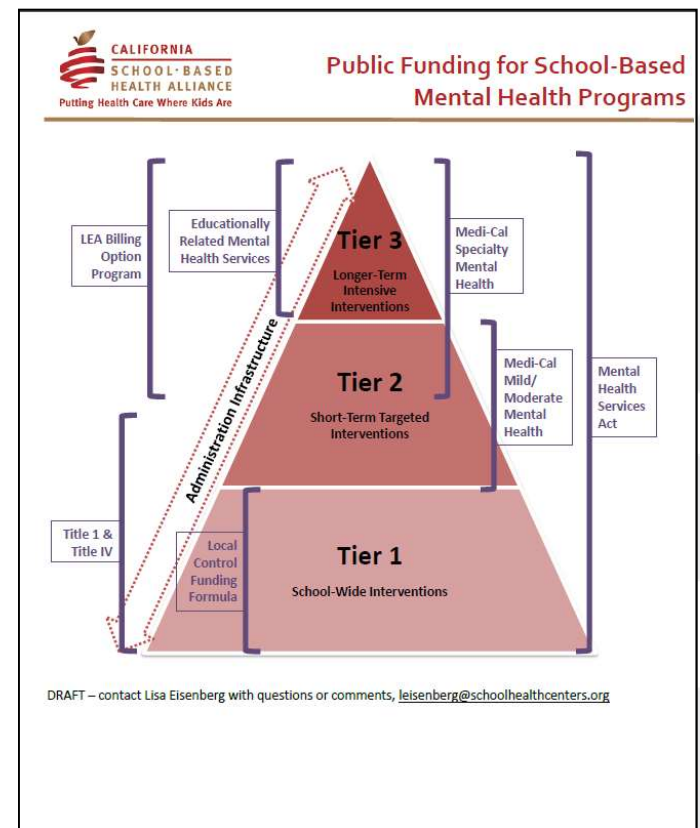 CALIFORNIA
SCHOOL·BASED
HEALTH ALLIANCE
Putting Health Care Where Kids Are
Public Funding for School-Based
Mental Health Programs
LEA Billing
Option
Program
Educationally
Related Mental
Health Services
Tier 3
Longer-Term
Intensive
Interventions
Medi-Cal
Specialty
Mental
Health
Administration Infrastructure
Tier 2
Short-Term Targeted
Interventions
Medi-Cal
Mild/
Moderate
Mental
Health
Mental
Health
Services
Act
Title 1 &
Title IV
Local
Control
Funding
Formula
Tier 1
School-Wide Interventions
DRAFT – contact Lisa Eisenberg with questions or comments, leisenberg@schoolhealthcenters.org